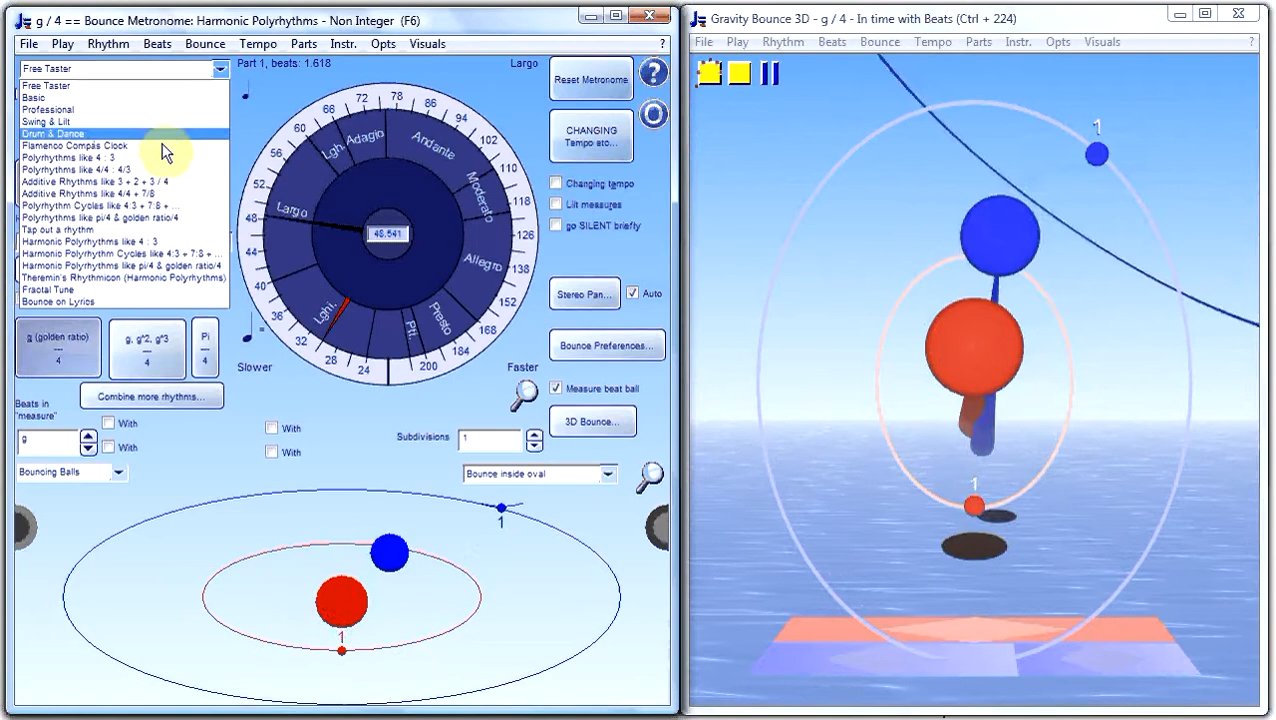 g / 4 == Bounce Metronome: Harmonic Polyrhythms - Non Integer (F6)
File Play Rhythm Beats Bounce Tempo Parts Instr. Opts Visuals ?
Free Taster
Free Taster
Basic
Professional
Swing & Lilt
Drum & Dance
Flamenco Compas Clock
Polyrhythms like 4 : 3
Polyrhythms like 4/4 : 4/3
Additive Rhythms like 3 + 2 + 3 / 4
Additive Rhythms like 4/4 + 7/8
Polyrhythm Cycles like 4:3 + 7:8 + ...
Polyrhythms like pi/4 & golden ratio/4
Tap out a rhythm
Harmonic Polyrhythms like 4 : 3
Harmonic Polyrhythm Cycles like 4:3 + 7:8 + ...
Harmonic Polyrhythms like pi/4 & golden ratio/4
Theremin's Rhythmicon (Harmonic Polyrhythms)
Fractal Tune
Bounce on Lyrics
g (golden ratio)
4
g, g^2, g^3
4
Pi
4
Combine more rhythms...
Beats in
"measure"
g
With
With
With
With
Subdivisions
1
Bouncing Balls
Bounce inside oval
Part 1, beats: 1.618
Largo
Slower
Faster
24
28
32
36
40
44
48
52
56
60
66
72
78
86
94
102
110
118
126
138
152
168
184
200
Lghi.
Largo
Lgh.
Adagio
Andante
Moderato
Allegro
Presto
Pti.
48.541
=
Reset Metronome
?
CHANGING
Tempo etc...
O
Changing tempo
Lilt measures
go SILENT briefly
Stereo Pan...
Auto
Bounce Preferences...
Measure beat ball
3D Bounce...
1
1
Gravity Bounce 3D - g / 4 - In time with Beats (Ctrl + 224)
File Play Rhythm Beats Bounce Tempo Parts Instr. Opts Visuals ?
1
1